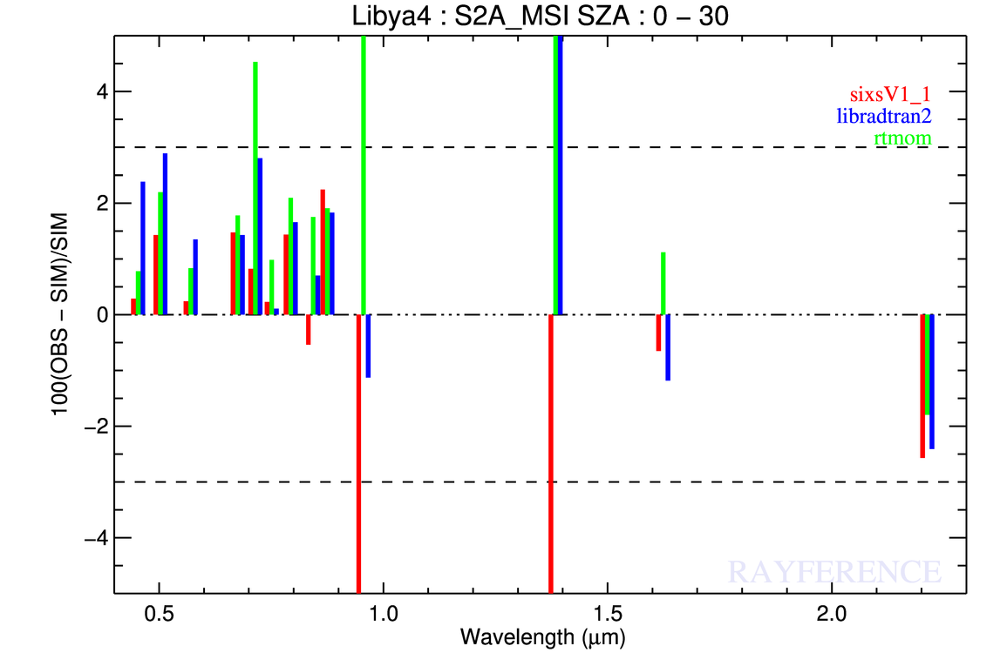 Libya4 : S2A_MSI SZA : 0 – 30
sixsV1_1
libradtran2
rtmom
4
2
0
−2
−4
100(OBS − SIM)/SIM
RAYFERENCE
0.5 1.0 1.5 2.0
Wavelength (μm)